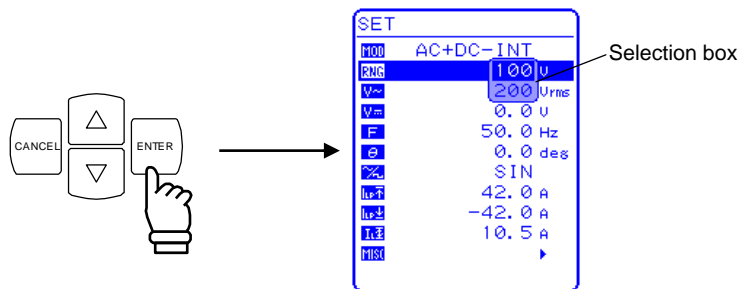 SET
MOD AC+DC-INT
RNG 100 V
V~ 200 Vrms
V⎓ 0.0 V
F 50.0 Hz
θ 0.0 deg
SIN
42.0 A
-42.0 A
10.5 A
MISC
Selection box
CANCEL
ENTER